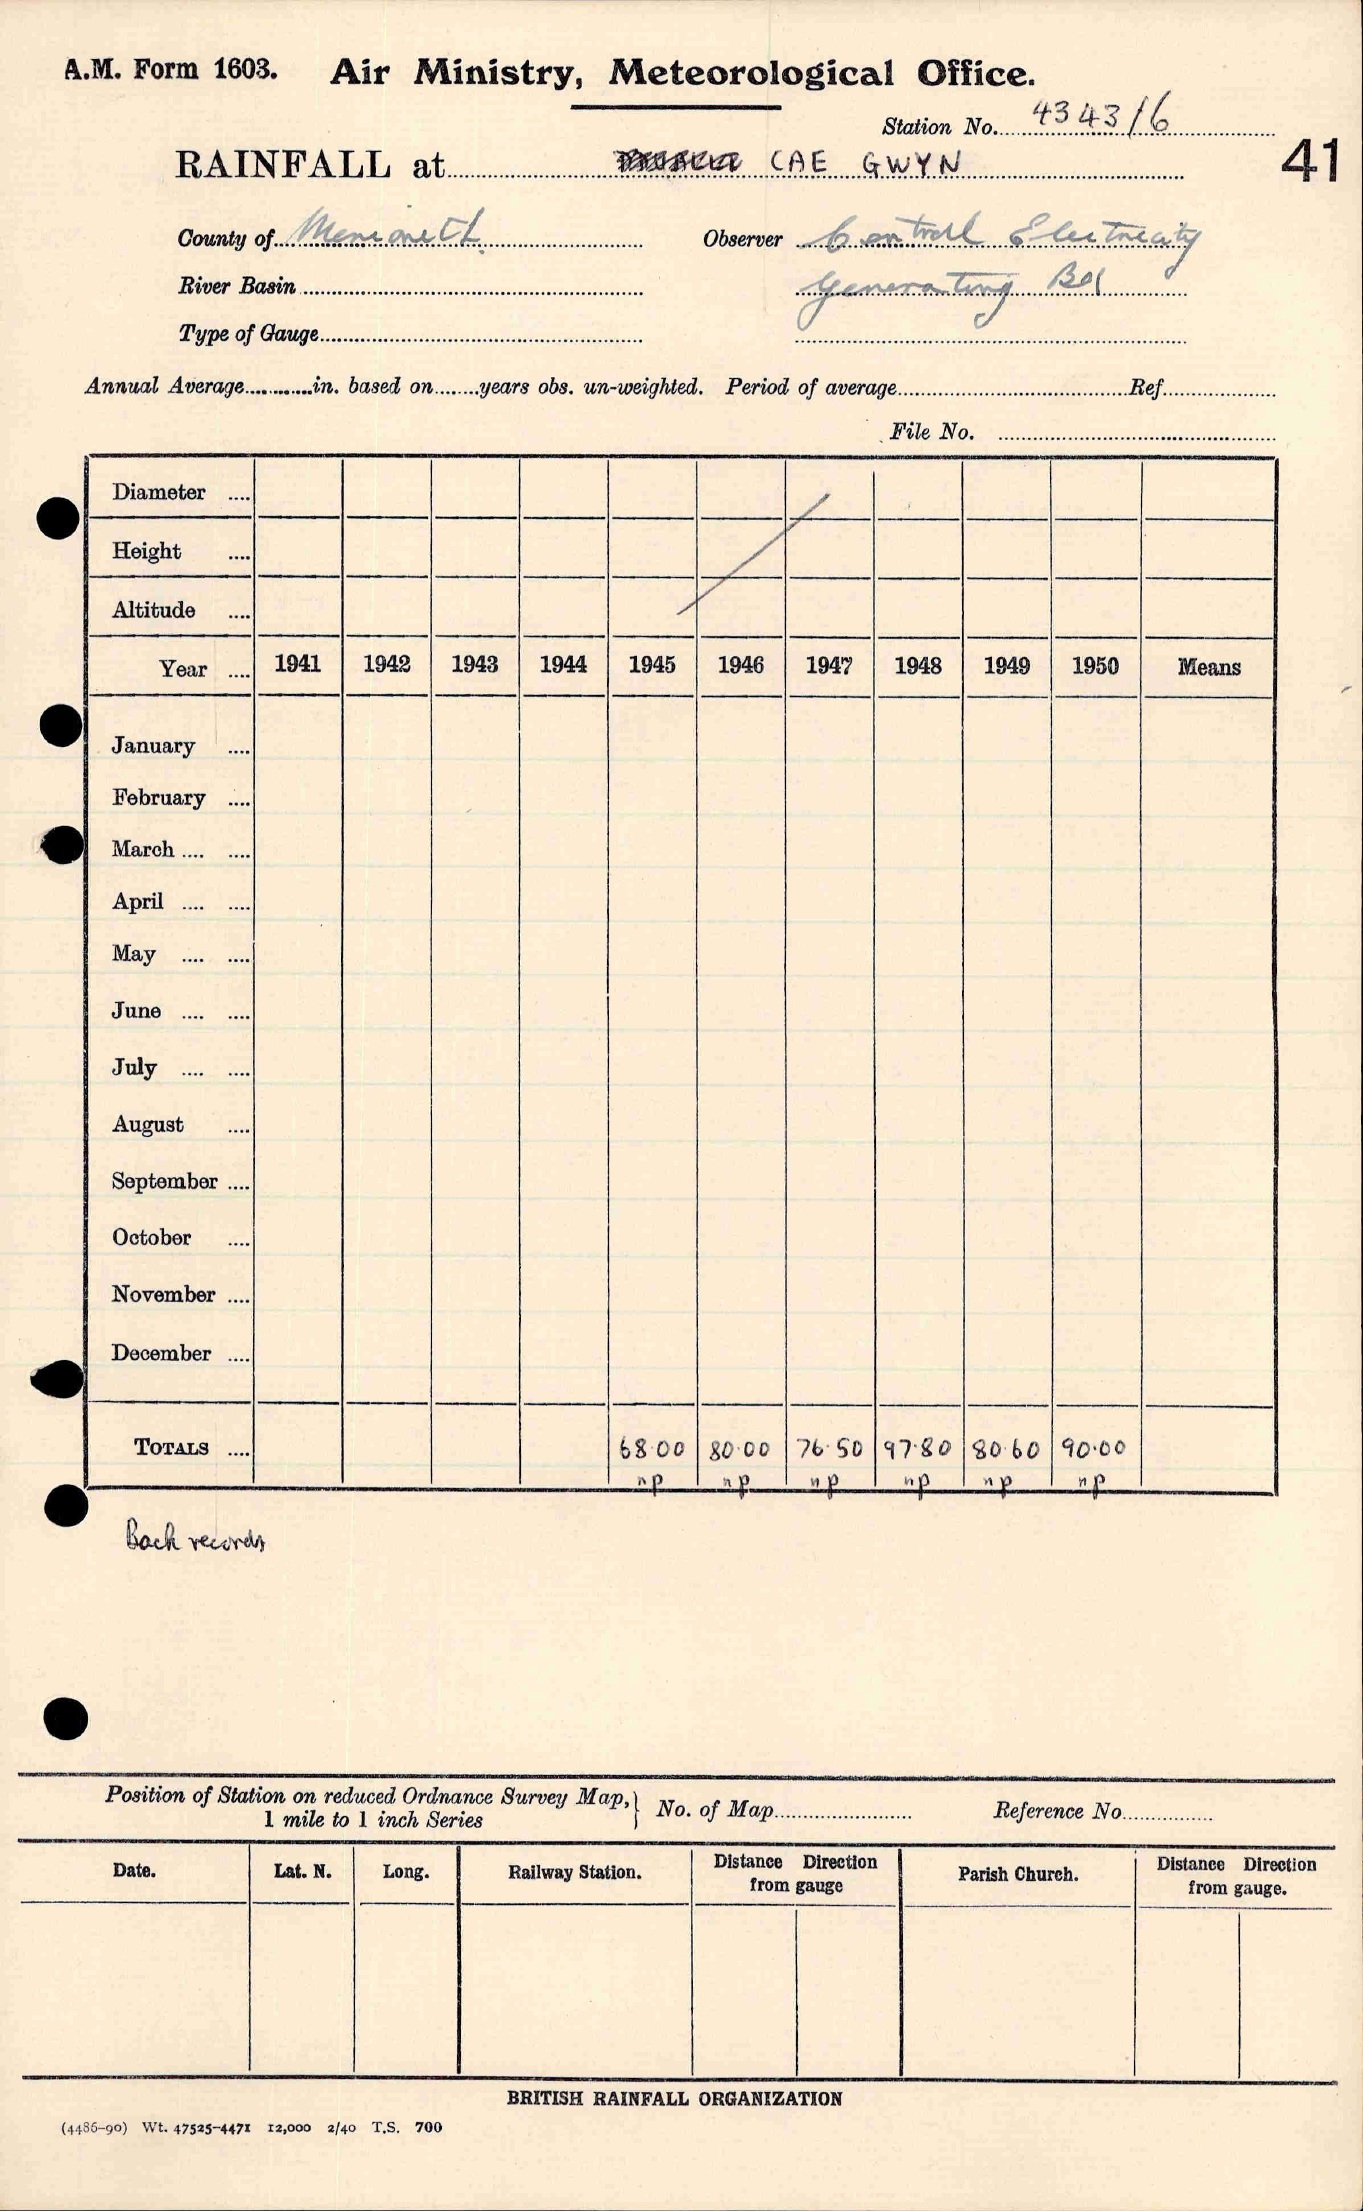 A.M. Form 1603. Air Ministry, Meteorological Office.
Station No. 4343/6
41
RAINFALL at CAE GWYN
County of Merioneth Observer Central Electricity
River Basin Generating Bd
Type of Gauge
Annual Average in. based on years obs. un-weighted. Period of average Ref.
File No.
Diameter
Height
Altitude
Year 1941 1942 1943 1944 1945 1946 1947 1948 1949 1950 Means
January
February
March
April
May
June
July
August
September
October
November
December
TOTALS 68.00 80.00 76.50 97.80 80.60 90.00
np np np np np np
Back records
Position of Station on reduced Ordnance Survey Map, } No. of Map Reference No.
1 mile to 1 inch Series
Date. Lat. N. Long. Railway Station. Distance Direction from gauge Parish Church. Distance Direction from gauge.
BRITISH RAINFALL ORGANIZATION
(4486-90) Wt. 47525-4471 12,000 2/40 T.S. 700